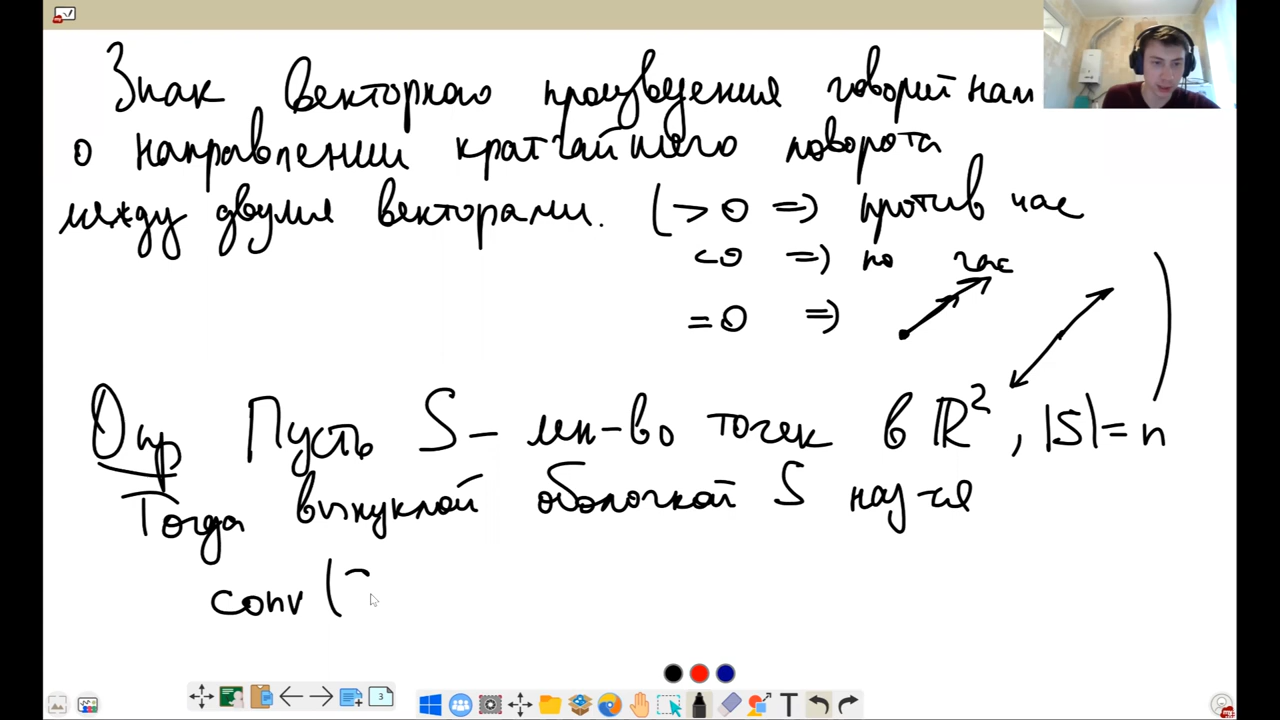 Знак векторного произведения говорит нам
о направлении кратчайшего поворота
между двумя векторами. (>0 => против час
<0 => по час
=0 =>
)
Опр Пусть S – мн-во точек в ℝ², |S|=n
Тогда выпуклой оболочкой S наз-ся
conv (
3
T